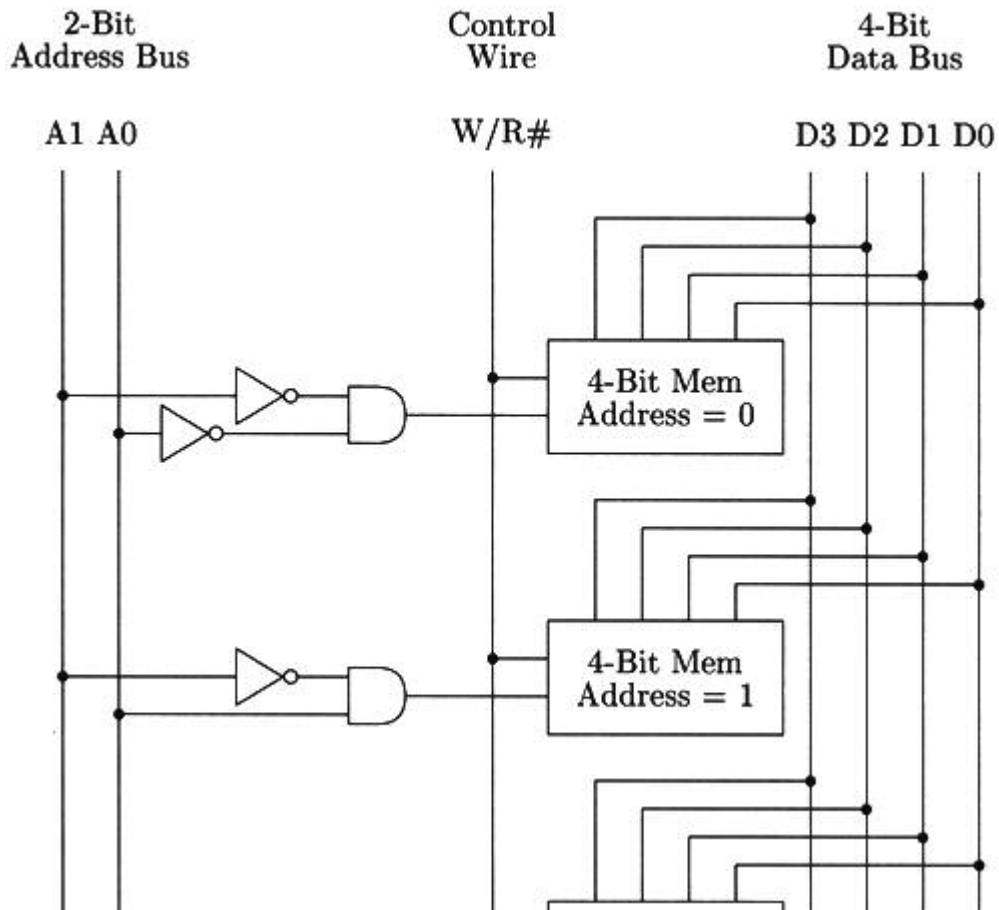 2-Bit
Address Bus
Control
Wire
4-Bit
Data Bus
A1 A0
W/R#
D3 D2 D1 D0
4-Bit Mem
Address = 0
4-Bit Mem
Address = 1